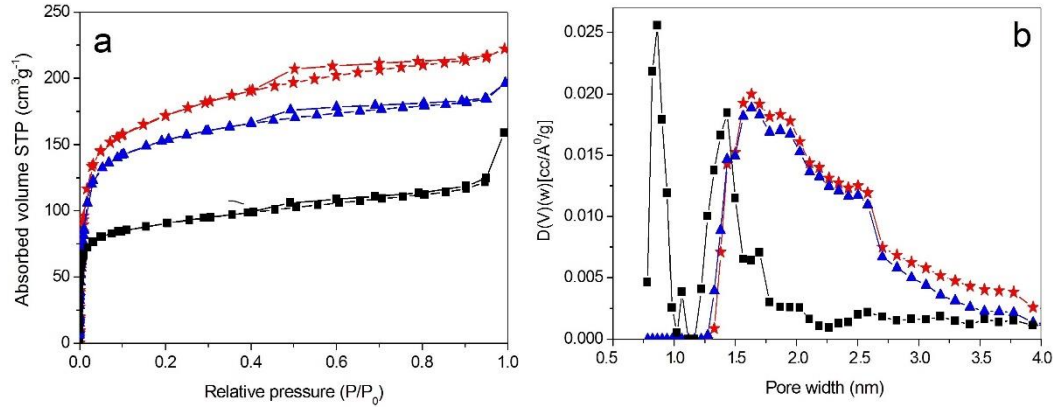 a
250
200
150
100
50
0
0.0 0.2 0.4 0.6 0.8 1.0
Absorbed volume STP (cm³g⁻¹)
Relative pressure (P/P₀)
b
0.025
0.020
0.015
0.010
0.005
0.000
0.5 1.0 1.5 2.0 2.5 3.0 3.5 4.0
D(V)(w)[cc/A⁰/g]
Pore width (nm)